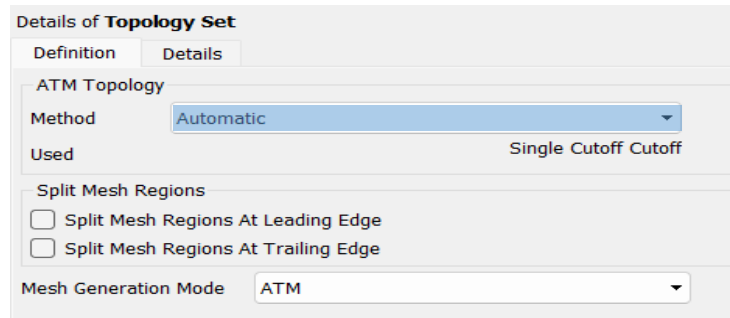 Details of Topology Set
Definition Details
ATM Topology
Method Automatic
Used Single Cutoff Cutoff
Split Mesh Regions
Split Mesh Regions At Leading Edge
Split Mesh Regions At Trailing Edge
Mesh Generation Mode ATM